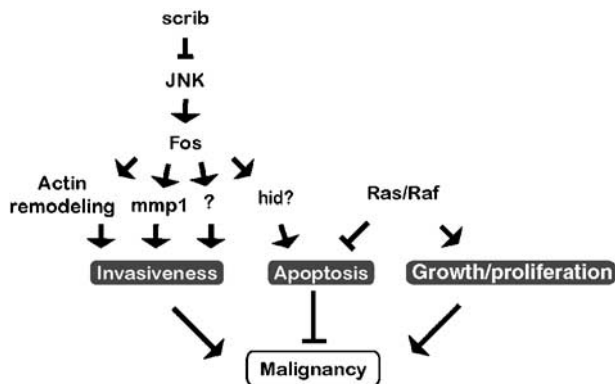 scrib
JNK
Fos
Actin
remodeling mmp1 ? hid? Ras/Raf
Invasiveness Apoptosis Growth/proliferation
Malignancy